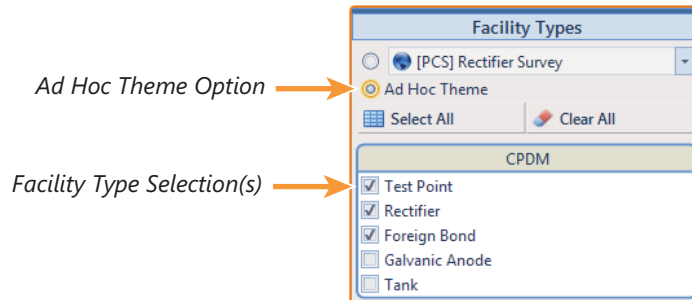 Facility Types
[PCS] Rectifier Survey
Ad Hoc Theme Option
Ad Hoc Theme
Select All Clear All
CPDM
Facility Type Selection(s)
Test Point
Rectifier
Foreign Bond
Galvanic Anode
Tank